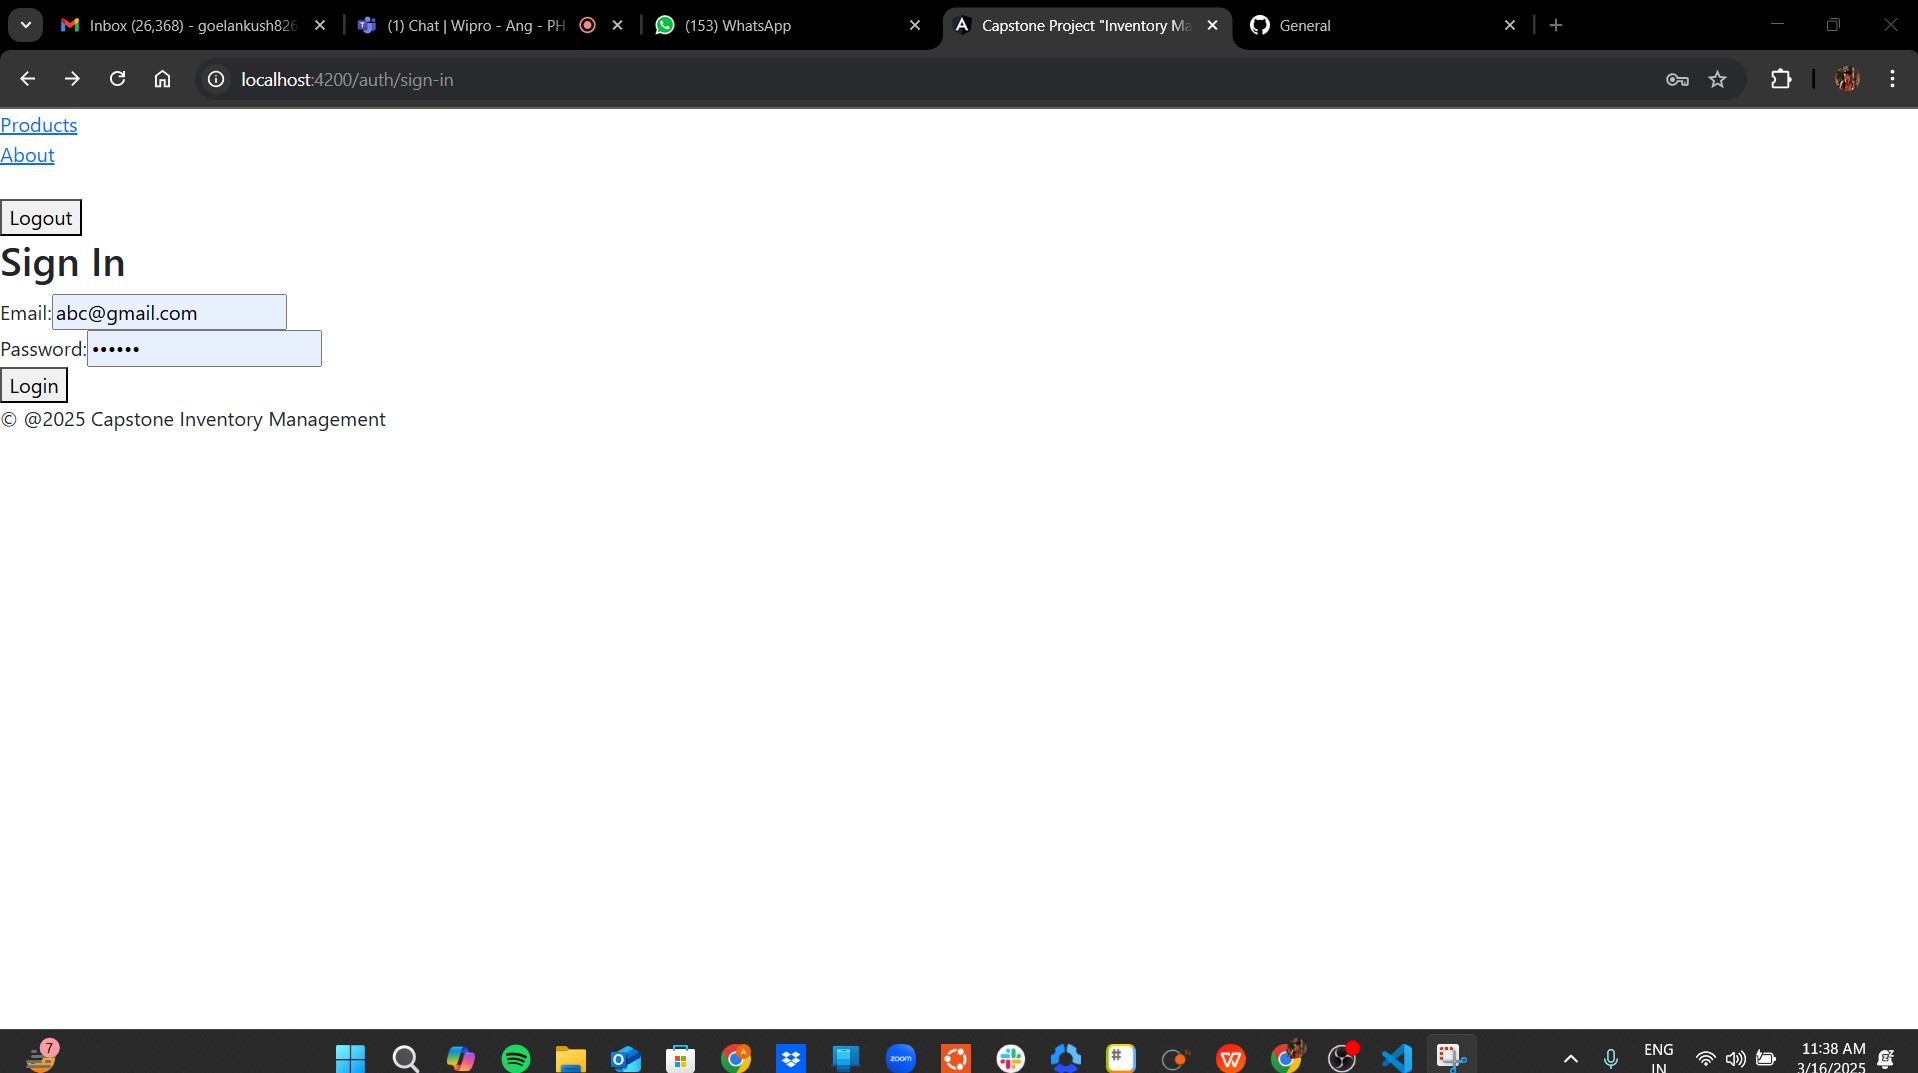 Inbox (26,368) - goelankush826
(1) Chat | Wipro - Ang - PH
(153) WhatsApp
Capstone Project "Inventory Ma
General
localhost:4200/auth/sign-in
Products
About
Logout
Sign In
Email: abc@gmail.com
Password: ••••••
Login
© @2025 Capstone Inventory Management
7
zoom
ENG
IN
11:38 AM
3/16/2025